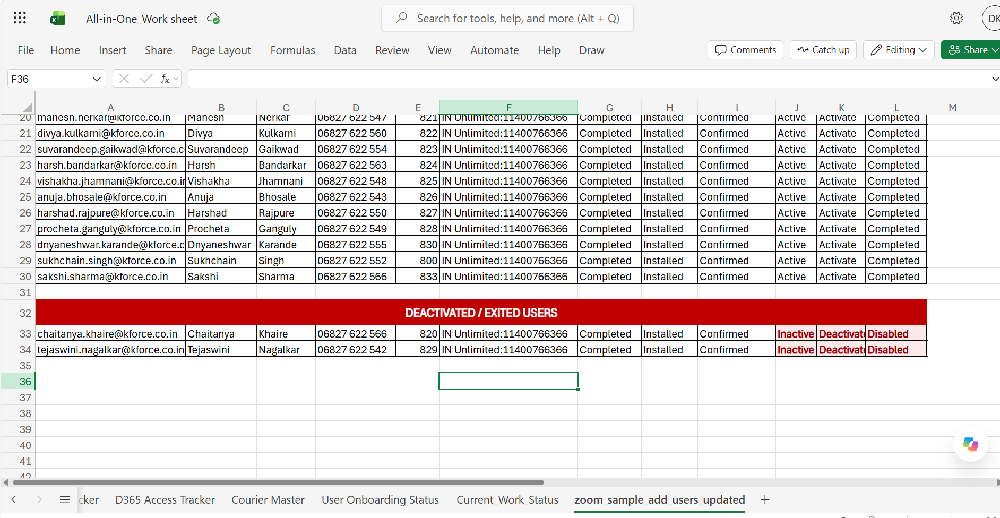 All-in-One_Work sheet
Search for tools, help, and more (Alt + Q)
DK
File Home Insert Share Page Layout Formulas Data Review View Automate Help Draw
Comments Catch up Editing Share
F36
fx
A B C D E F G H I J K L M
20 mahesh.nerkar@kforce.co.in Mahesh Nerkar 06827 622 547 821 IN Unlimited:11400766366 Completed Installed Confirmed Active Activate Completed
21 divya.kulkarni@kforce.co.in Divya Kulkarni 06827 622 560 822 IN Unlimited:11400766366 Completed Installed Confirmed Active Activate Completed
22 suvarandeep.gaikwad@kforce.c Suvarandeep Gaikwad 06827 622 554 823 IN Unlimited:11400766366 Completed Installed Confirmed Active Activate Completed
23 harsh.bandarkar@kforce.co.in Harsh Bandarkar 06827 622 563 824 IN Unlimited:11400766366 Completed Installed Confirmed Active Activate Completed
24 vishakha.jhamnani@kforce.co.in Vishakha Jhamnani 06827 622 548 825 IN Unlimited:11400766366 Completed Installed Confirmed Active Activate Completed
25 anuja.bhosale@kforce.co.in Anuja Bhosale 06827 622 543 826 IN Unlimited:11400766366 Completed Installed Confirmed Active Activate Completed
26 harshad.rajpure@kforce.co.in Harshad Rajpure 06827 622 550 827 IN Unlimited:11400766366 Completed Installed Confirmed Active Activate Completed
27 procheta.ganguly@kforce.co.in Procheta Ganguly 06827 622 549 828 IN Unlimited:11400766366 Completed Installed Confirmed Active Activate Completed
28 dnyaneshwar.karande@kforce.c Dnyaneshwar Karande 06827 622 555 830 IN Unlimited:11400766366 Completed Installed Confirmed Active Activate Completed
29 sukhchain.singh@kforce.co.in Sukhchain Singh 06827 622 552 800 IN Unlimited:11400766366 Completed Installed Confirmed Active Activate Completed
30 sakshi.sharma@kforce.co.in Sakshi Sharma 06827 622 566 833 IN Unlimited:11400766366 Completed Installed Confirmed Active Activate Completed
31
32 DEACTIVATED / EXITED USERS
33 chaitanya.khaire@kforce.co.in Chaitanya Khaire 06827 622 566 820 IN Unlimited:11400766366 Completed Installed Confirmed Inactive Deactivate Disabled
34 tejaswini.nagalkar@kforce.co.in Tejaswini Nagalkar 06827 622 542 829 IN Unlimited:11400766366 Completed Installed Confirmed Inactive Deactivate Disabled
35
36
37
38
39
40
41
42
cker D365 Access Tracker Courier Master User Onboarding Status Current_Work_Status zoom_sample_add_users_updated